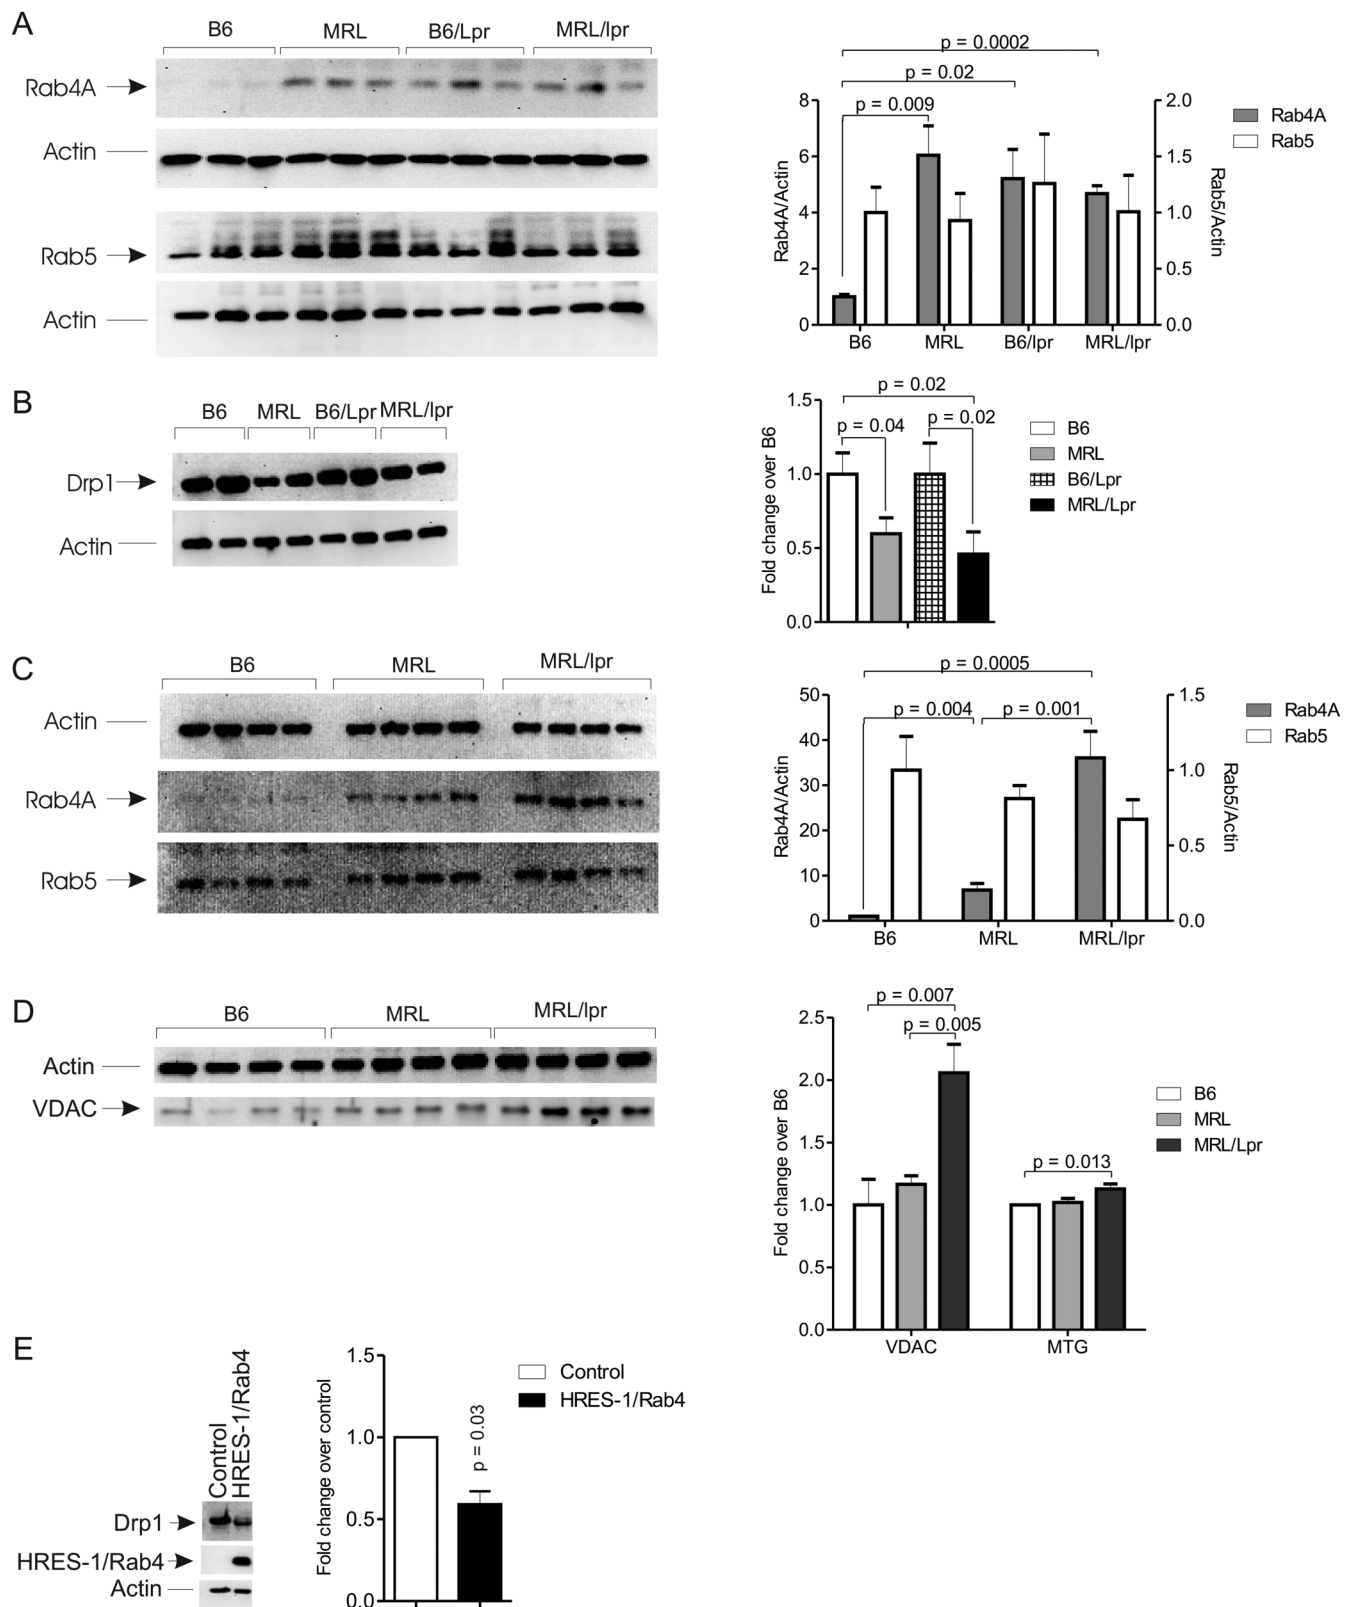 A
B6 MRL B6/Lpr MRL/lpr
Rab4A
Actin
Rab5
Actin
p = 0.0002
p = 0.02
p = 0.009
8 2.0
6 1.5
4 1.0
2 0.5
0 0.0
Rab4A/Actin
Rab5/Actin
B6 MRL B6/lpr MRL/lpr
Rab4A
Rab5
B
B6 MRL B6/Lpr MRL/lpr
Drp1
Actin
p = 0.02
p = 0.04 p = 0.02
1.5
1.0
0.5
0.0
Fold change over B6
B6
MRL
B6/Lpr
MRL/Lpr
C
B6 MRL MRL/lpr
Actin
Rab4A
Rab5
p = 0.0005
p = 0.004 p = 0.001
50 1.5
40
30 1.0
20 0.5
10
0 0.0
Rab4A/Actin
Rab5/Actin
B6 MRL MRL/lpr
Rab4A
Rab5
D
B6 MRL MRL/lpr
Actin
VDAC
p = 0.007
p = 0.005
p = 0.013
2.5
2.0
1.5
1.0
0.5
0.0
Fold change over B6
VDAC MTG
B6
MRL
MRL/Lpr
E
Control
HRES-1/Rab4
Drp1
HRES-1/Rab4
Actin
1.5
1.0
0.5
0.0
Fold change over control
p = 0.03
Control
HRES-1/Rab4